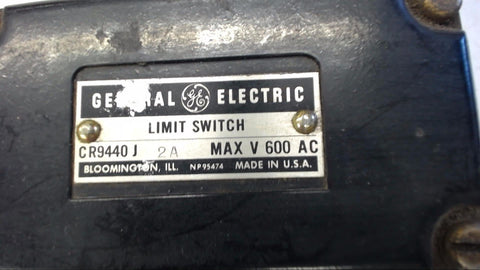 GENERAL GE ELECTRIC
LIMIT SWITCH
CR9440 J 2A MAX V 600 AC
BLOOMINGTON, ILL. NP95474 MADE IN U.S.A.